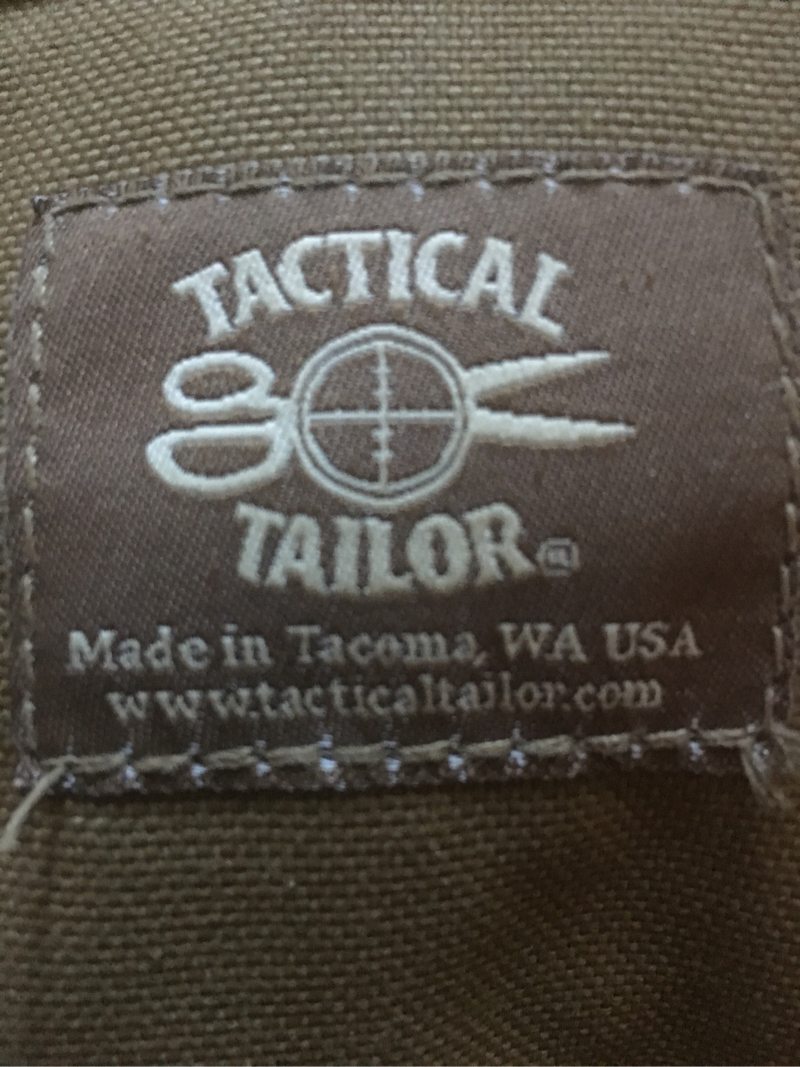 TACTICAL
TAILOR®
Made in Tacoma, WA USA
www.tacticaltailor.com